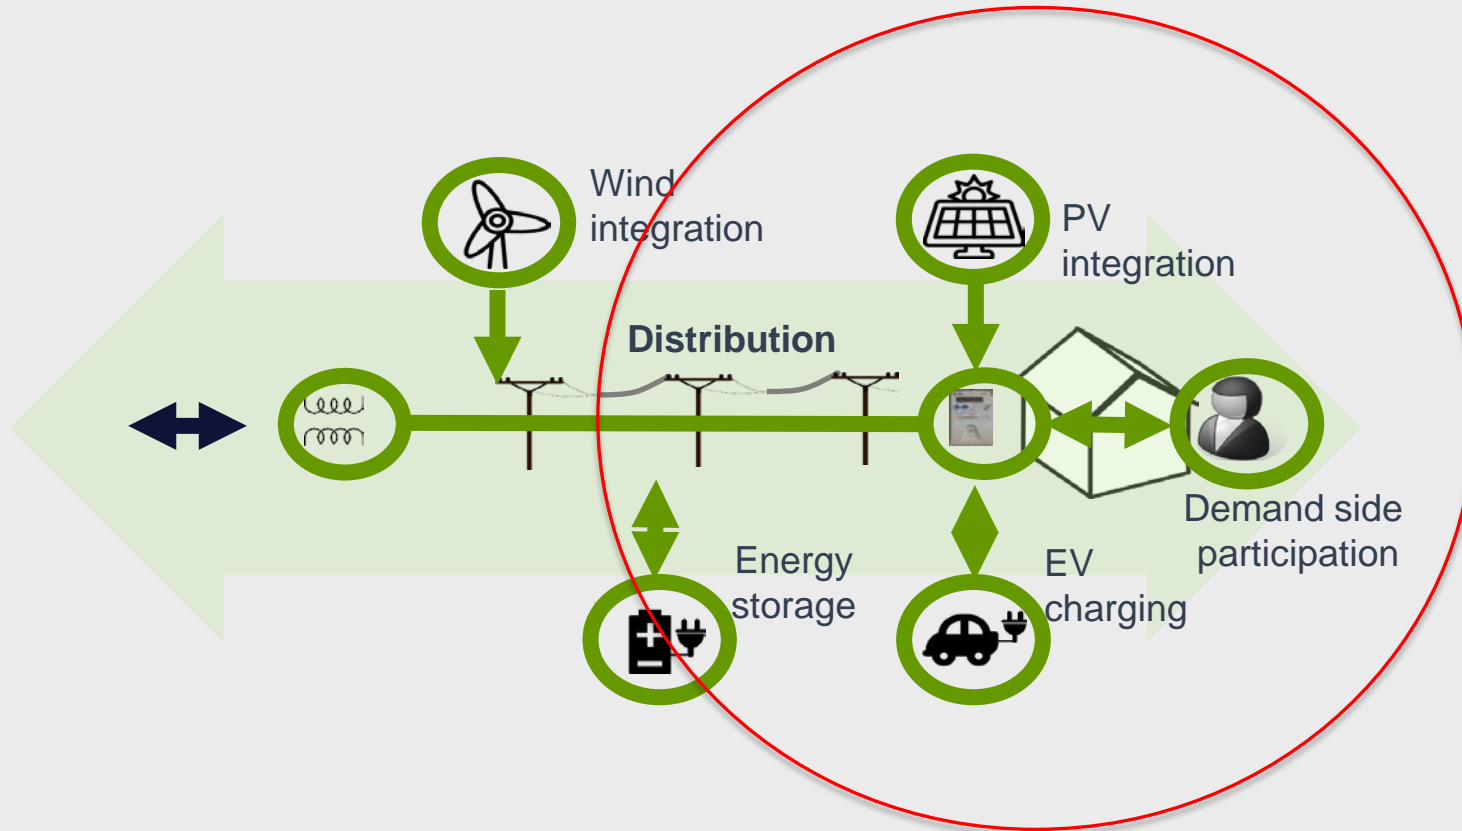 Wind
integration
PV
integration
Distribution
Demand side
participation
Energy
storage
EV
charging